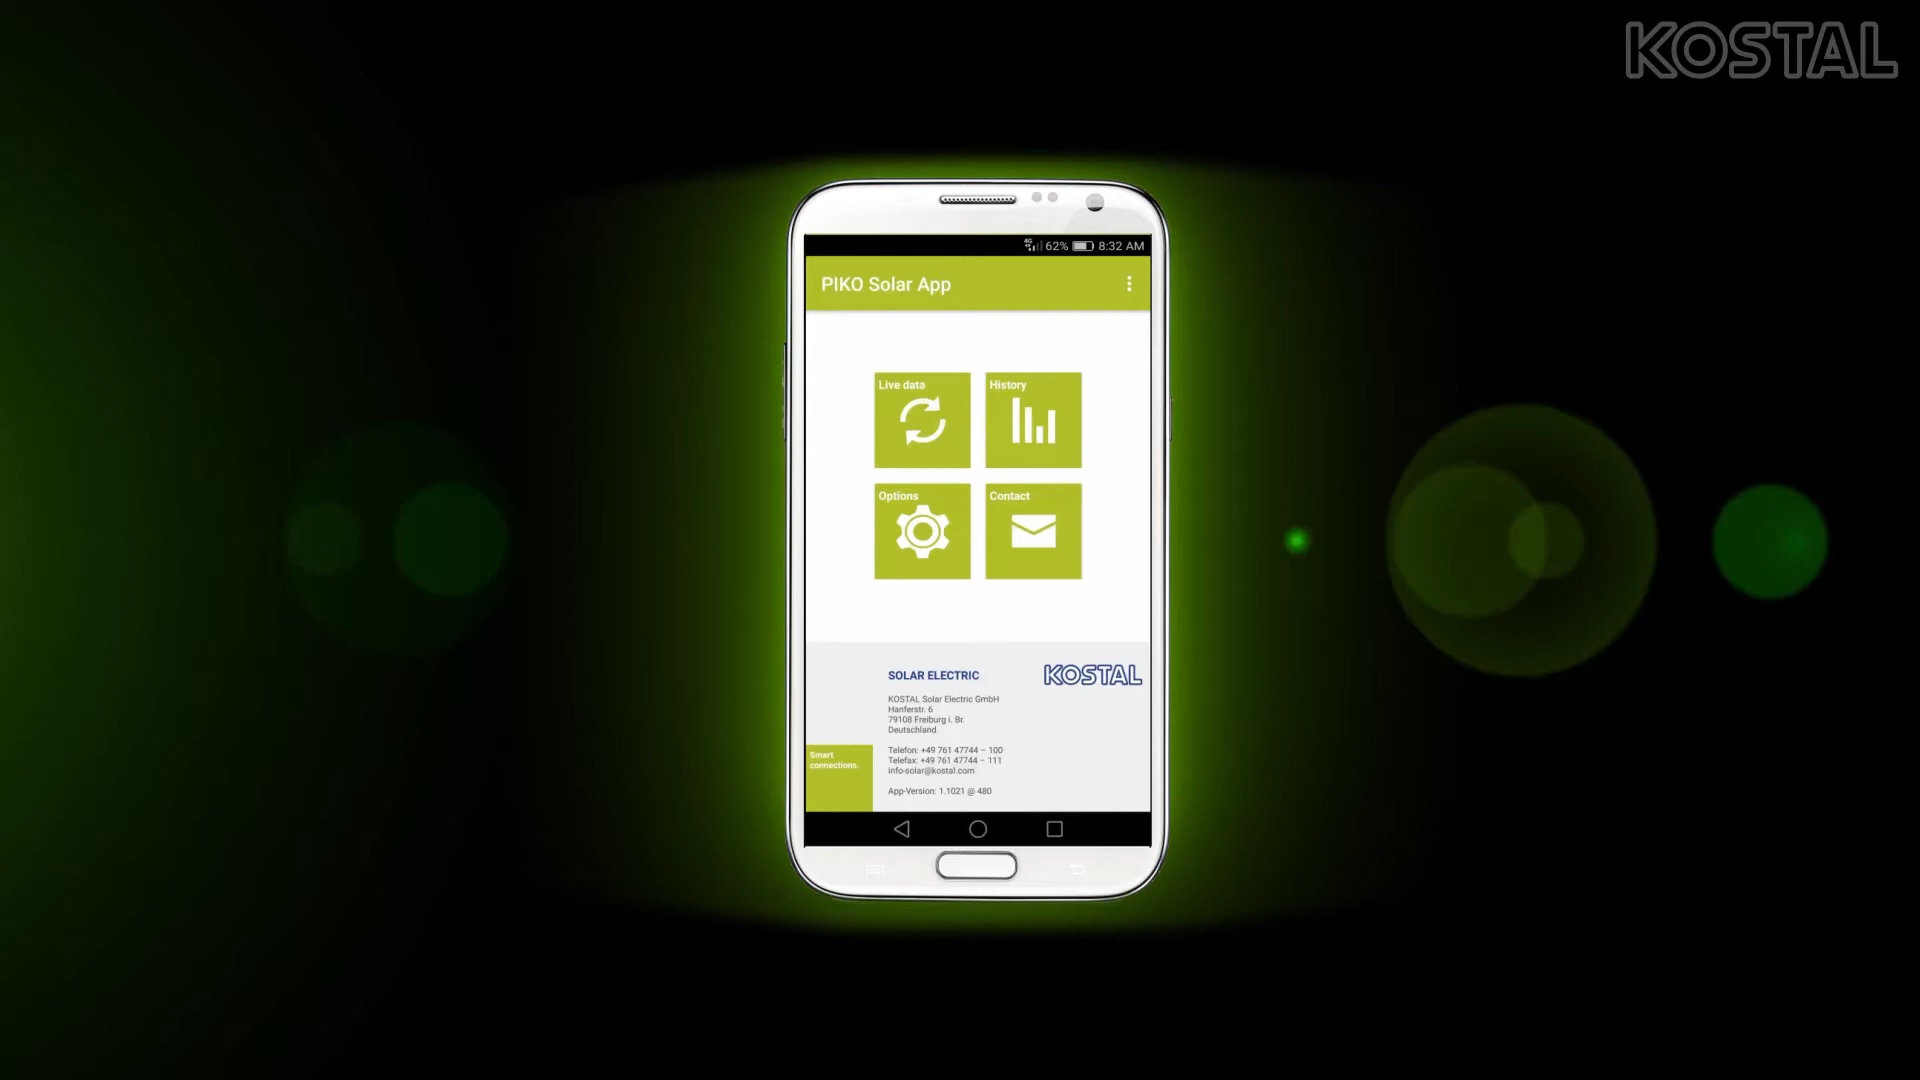 KOSTAL
4G 62% 8:32 AM
PIKO Solar App
Live data
History
Options
Contact
SOLAR ELECTRIC
KOSTAL
KOSTAL Solar Electric GmbH
Hanferstr. 6
79108 Freiburg i. Br.
Deutschland
Telefon: +49 761 47744 – 100
Telefax: +49 761 47744 – 111
info-solar@kostal.com
App-Version: 1.1021 @ 480
Smart
connections.